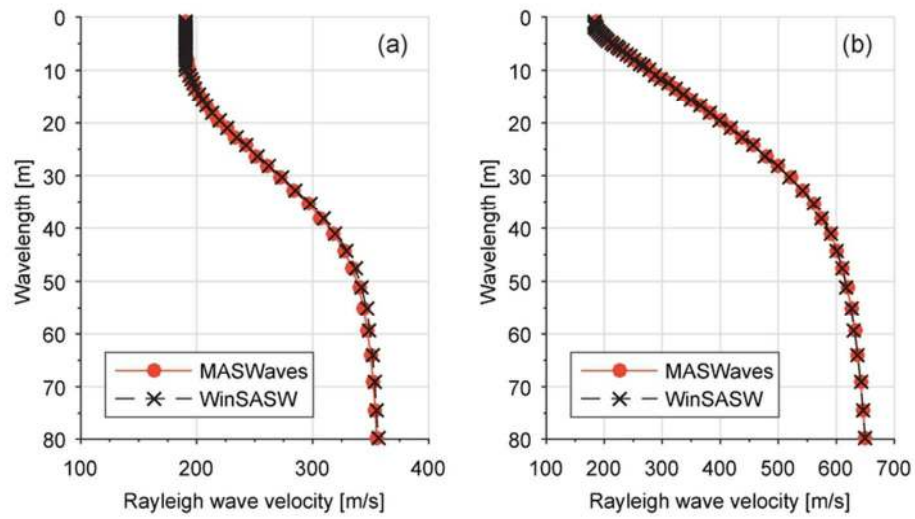 (a)
0
10
20
30
40
50
60
70
80
Wavelength [m]
MASWaves
WinSASW
100 200 300 400
Rayleigh wave velocity [m/s]
(b)
0
10
20
30
40
50
60
70
80
Wavelength [m]
MASWaves
WinSASW
100 200 300 400 500 600 700
Rayleigh wave velocity [m/s]